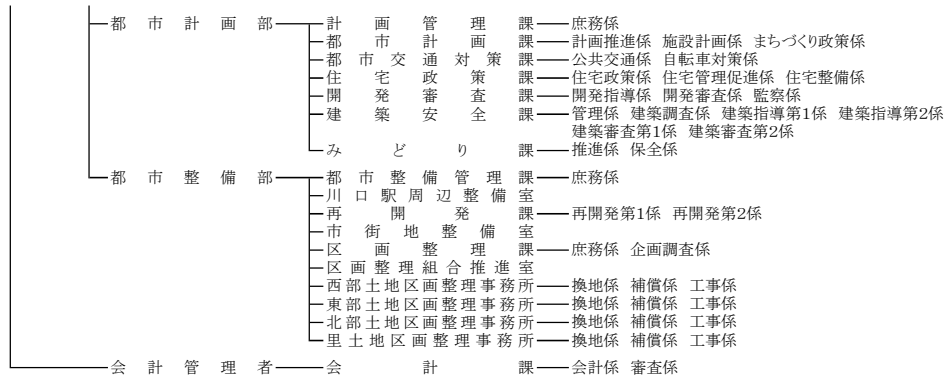 都市計画部 計画管理課 庶務係
都市計画課 計画推進係 施設計画係 まちづくり政策係
都市交通対策課 公共交通係 自転車対策係
住宅政策課 住宅政策係 住宅管理促進係 住宅整備係
開発審査課 開発指導係 開発審査係 監察係
建築安全課 管理係 建築調査係 建築指導第1係 建築指導第2係
建築審査第1係 建築審査第2係
みどり課 推進係 保全係
都市整備部 都市整備管理課 庶務係
川口駅周辺整備室
再開発課 再開発第1係 再開発第2係
市街地整備室
区画整理課 庶務係 企画調査係
区画整理組合推進室
西部土地区画整理事務所 換地係 補償係 工事係
東部土地区画整理事務所 換地係 補償係 工事係
北部土地区画整理事務所 換地係 補償係 工事係
里土地区画整理事務所 換地係 補償係 工事係
会計管理者 会計課 会計係 審査係